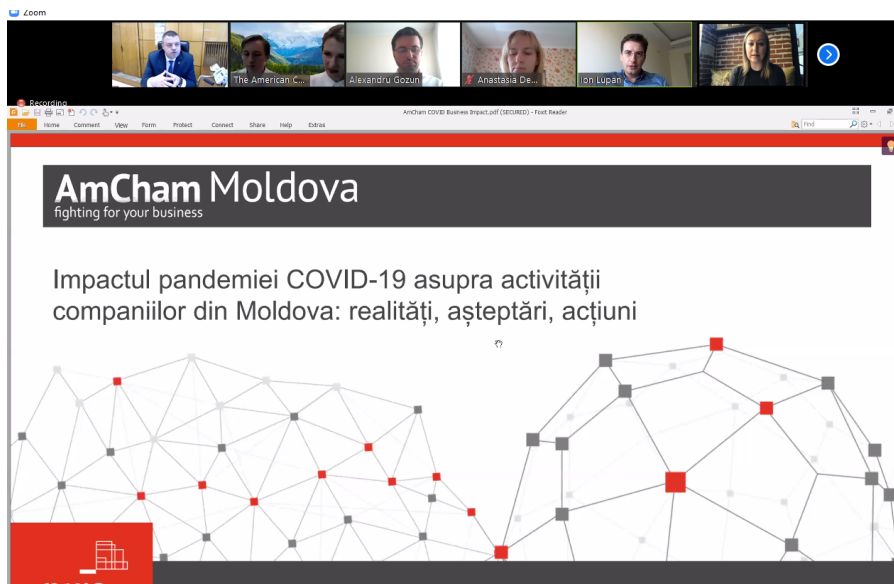 Zoom
The American C...
Alexandru Gozun
Anastasia De...
Ion Lupan
Recording
AmCham COVID Business Impact.pdf (SECURED) - Foxit Reader
File Home Comment View Form Protect Connect Share Help Extras
Find
AmCham Moldova
fighting for your business
Impactul pandemiei COVID-19 asupra activității
companiilor din Moldova: realități, așteptări, acțiuni